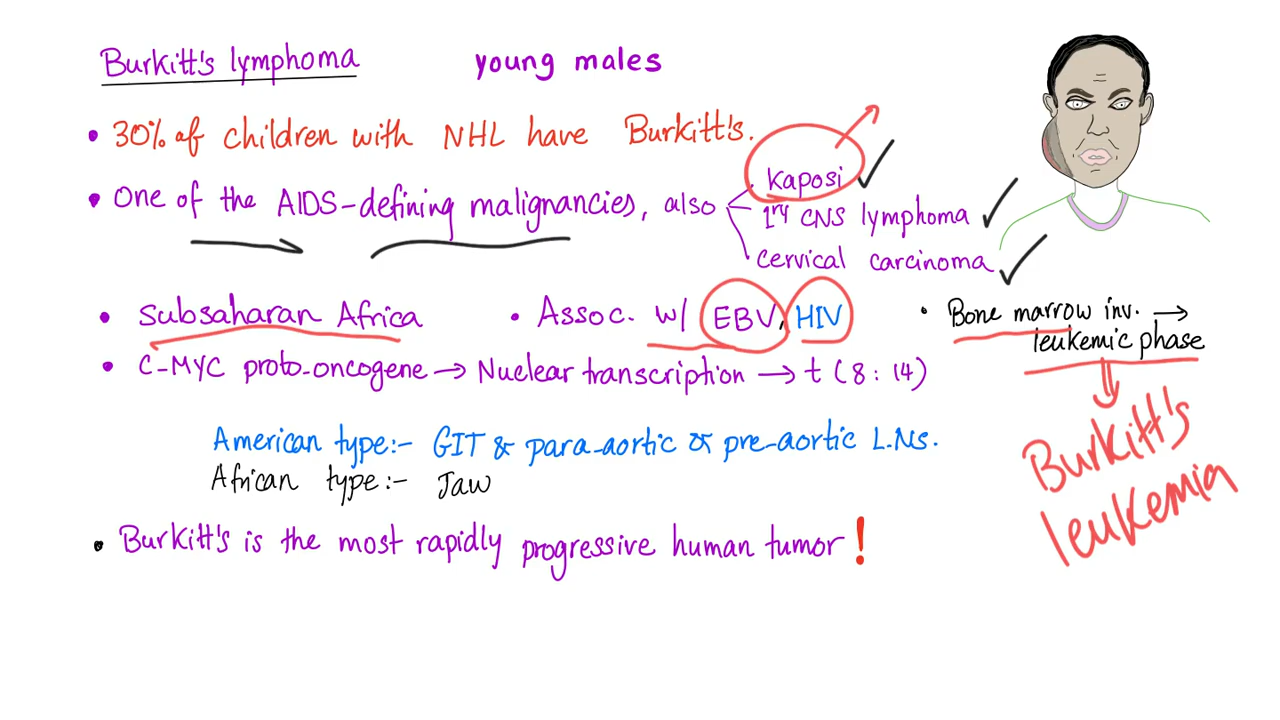 Burkitt's lymphoma young males
• 30% of children with NHL have Burkitt's.
• One of the AIDS-defining malignancies, also
Kaposi
1ry CNS lymphoma
Cervical carcinoma
• Subsaharan Africa • Assoc. w/ EBV, HIV
• Bone marrow inv. →
leukemic phase
Burkitt's
leukemia
• C-MYC proto-oncogene → Nuclear transcription → t (8:14)
American type:- GIT & para-aortic or pre-aortic L.Ns.
African type:- Jaw
• Burkitt's is the most rapidly progressive human tumor!